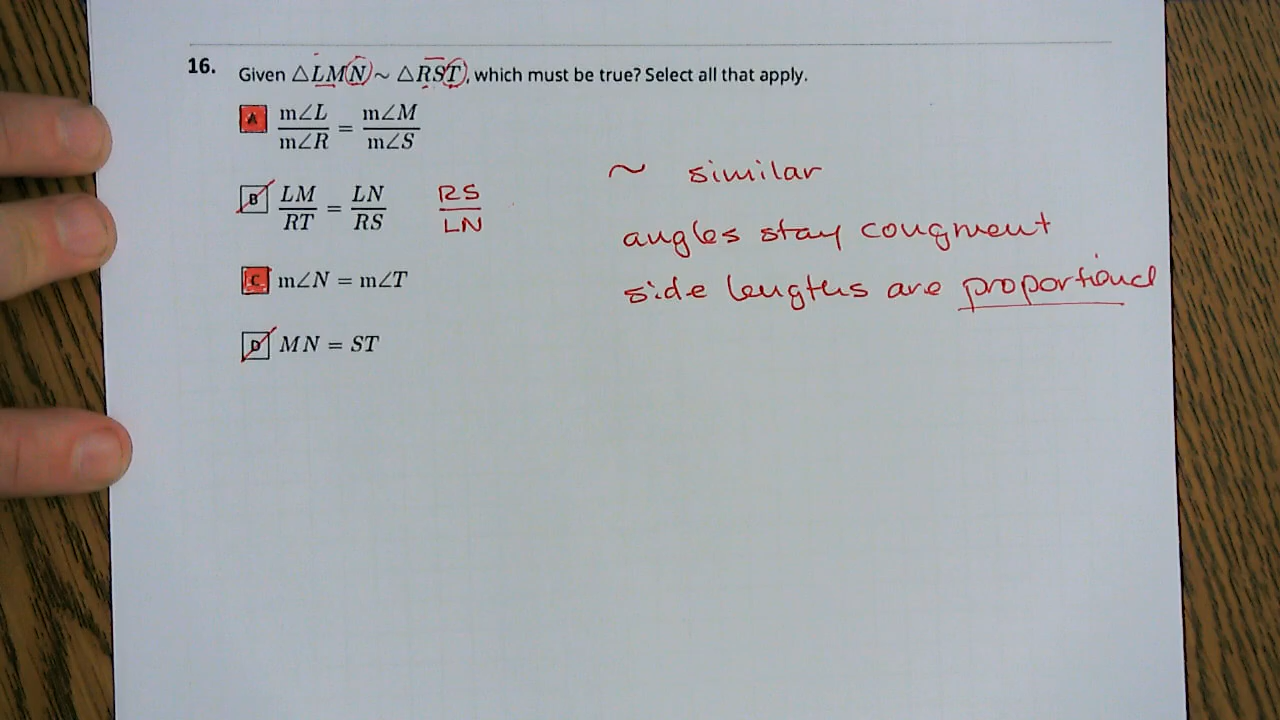 16. Given △LMN ~ △RST, which must be true? Select all that apply.
A m∠L/m∠R = m∠M/m∠S
B LM/RT = LN/RS RS/LN
C m∠N = m∠T
D MN = ST
~ similar
angles stay congruent
side lengths are proportional